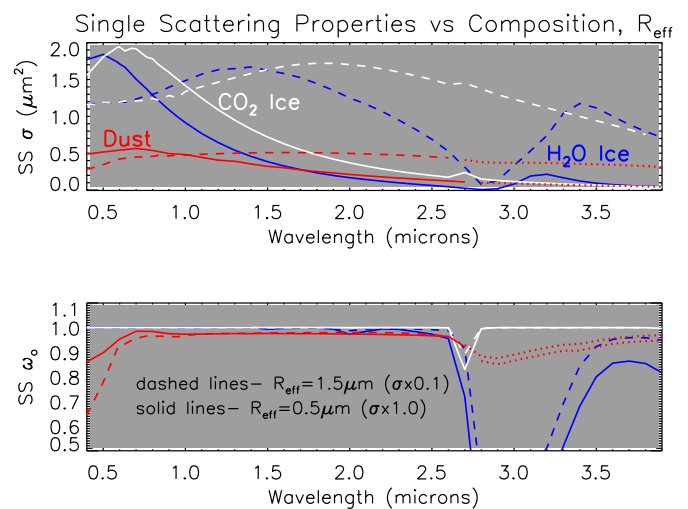 Single Scattering Properties vs Composition, R_eff
SS σ (μm²)
2.0
1.5
1.0
0.5
0.0
CO₂ Ice
Dust
H₂O Ice
0.5 1.0 1.5 2.0 2.5 3.0 3.5
Wavelength (microns)
SS ω₀
1.1
1.0
0.9
0.8
0.7
0.6
0.5
dashed lines– R_eff=1.5μm (σx0.1)
solid lines– R_eff=0.5μm (σx1.0)
0.5 1.0 1.5 2.0 2.5 3.0 3.5
Wavelength (microns)